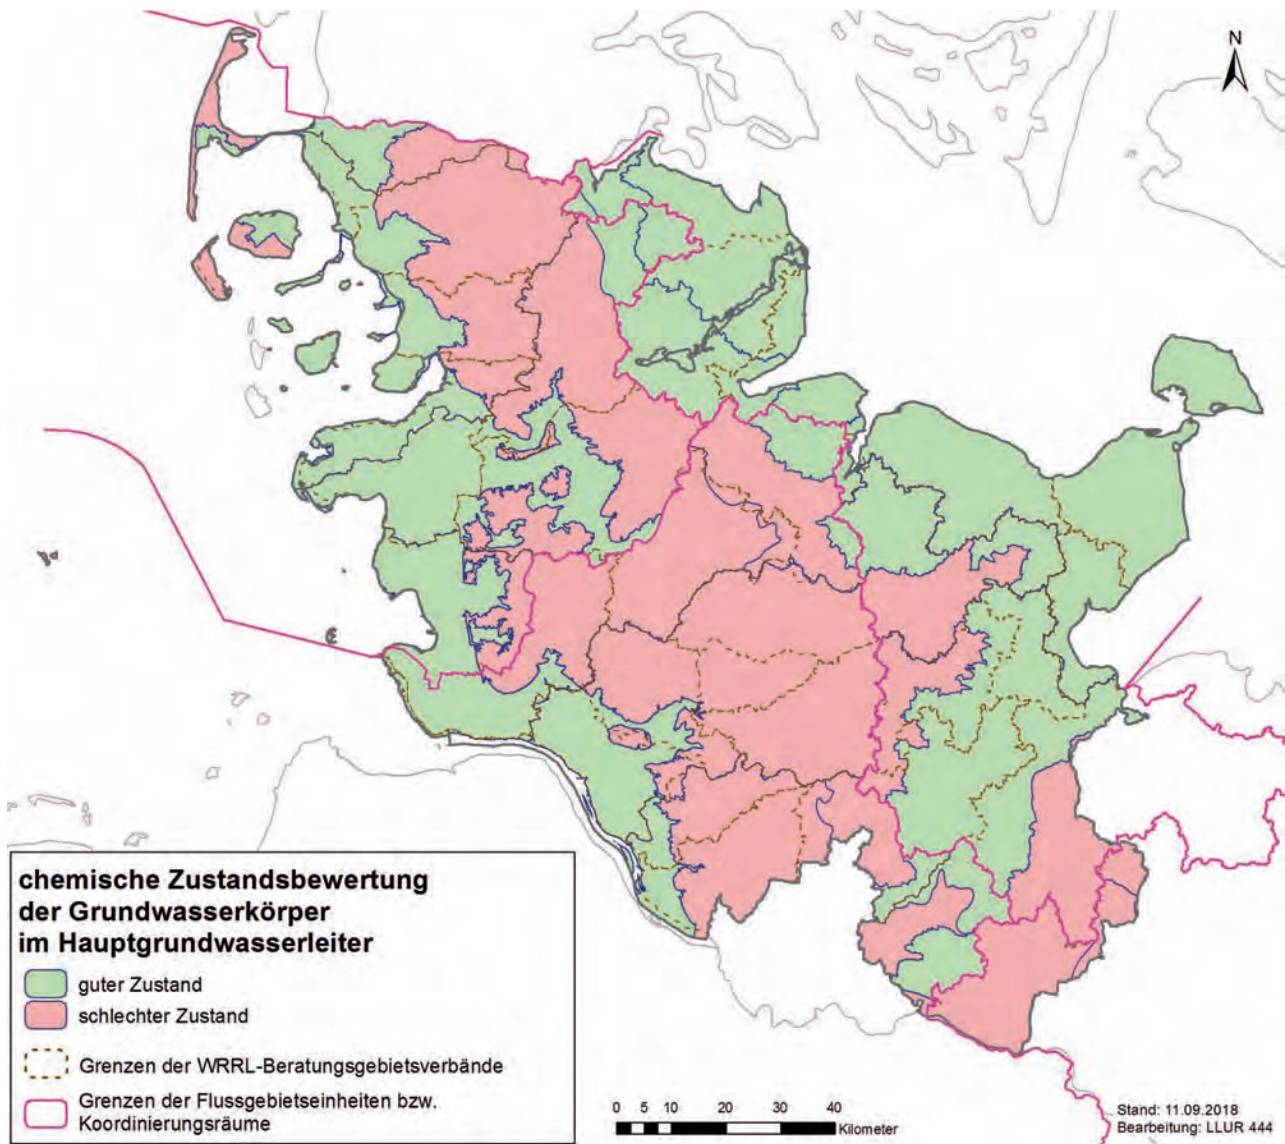 N
chemische Zustandsbewertung
der Grundwasserkörper
im Hauptgrundwasserleiter
guter Zustand
schlechter Zustand
Grenzen der WRRL-Beratungsgebietsverbände
Grenzen der Flussgebietseinheiten bzw.
Koordinierungsräume
0 5 10 20 30 40
Kilometer
Stand: 11.09.2018
Bearbeitung: LLUR 444